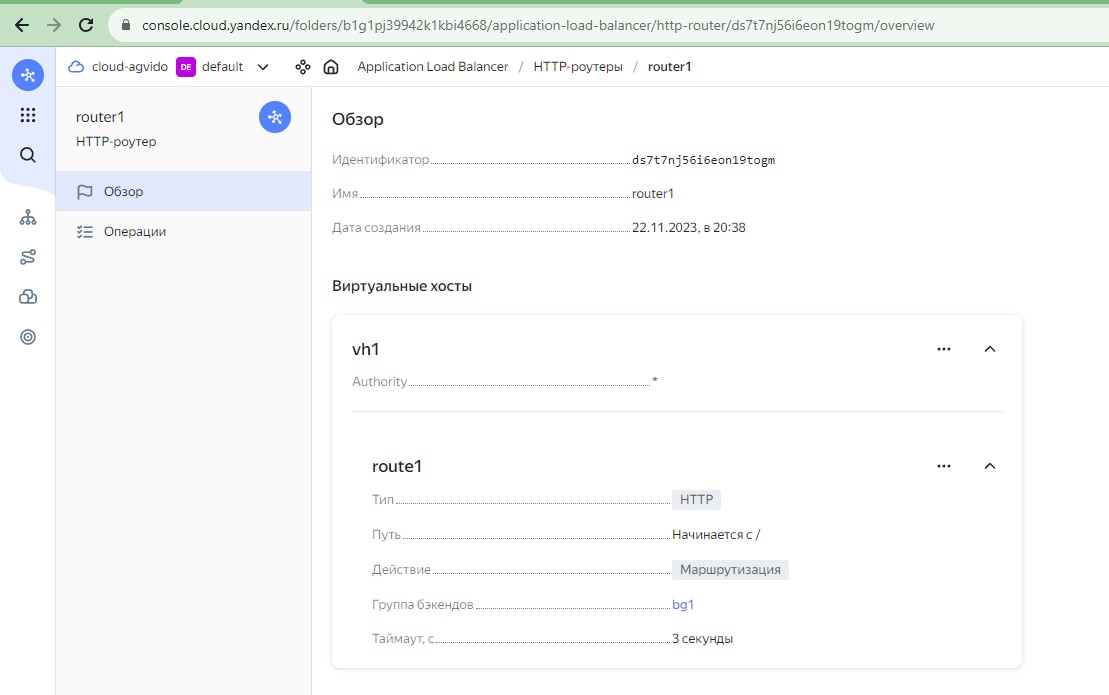 console.cloud.yandex.ru/folders/b1g1pj39942k1kbi4668/application-load-balancer/http-router/ds7t7nj56i6eon19togm/overview
cloud-agvido DE default Application Load Balancer / HTTP-роутеры / router1
router1
HTTP-роутер
Обзор
Операции
Обзор
Идентификатор ds7t7nj56i6eon19togm
Имя router1
Дата создания 22.11.2023, в 20:38
Виртуальные хосты
vh1
Authority *
route1
Тип HTTP
Путь Начинается с /
Действие Маршрутизация
Группа бэкендов bg1
Таймаут, с 3 секунды